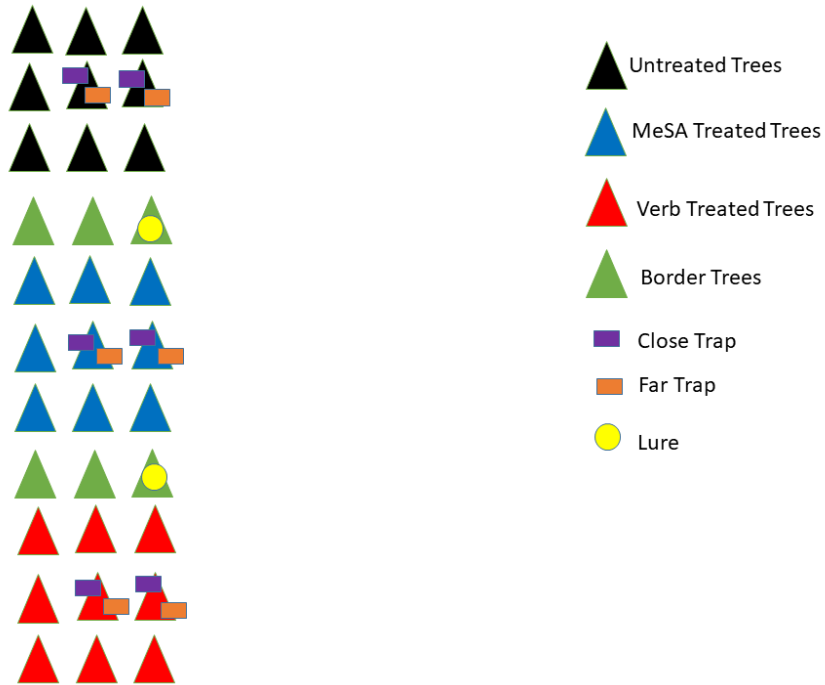 Untreated Trees
MeSA Treated Trees
Verb Treated Trees
Border Trees
Close Trap
Far Trap
Lure